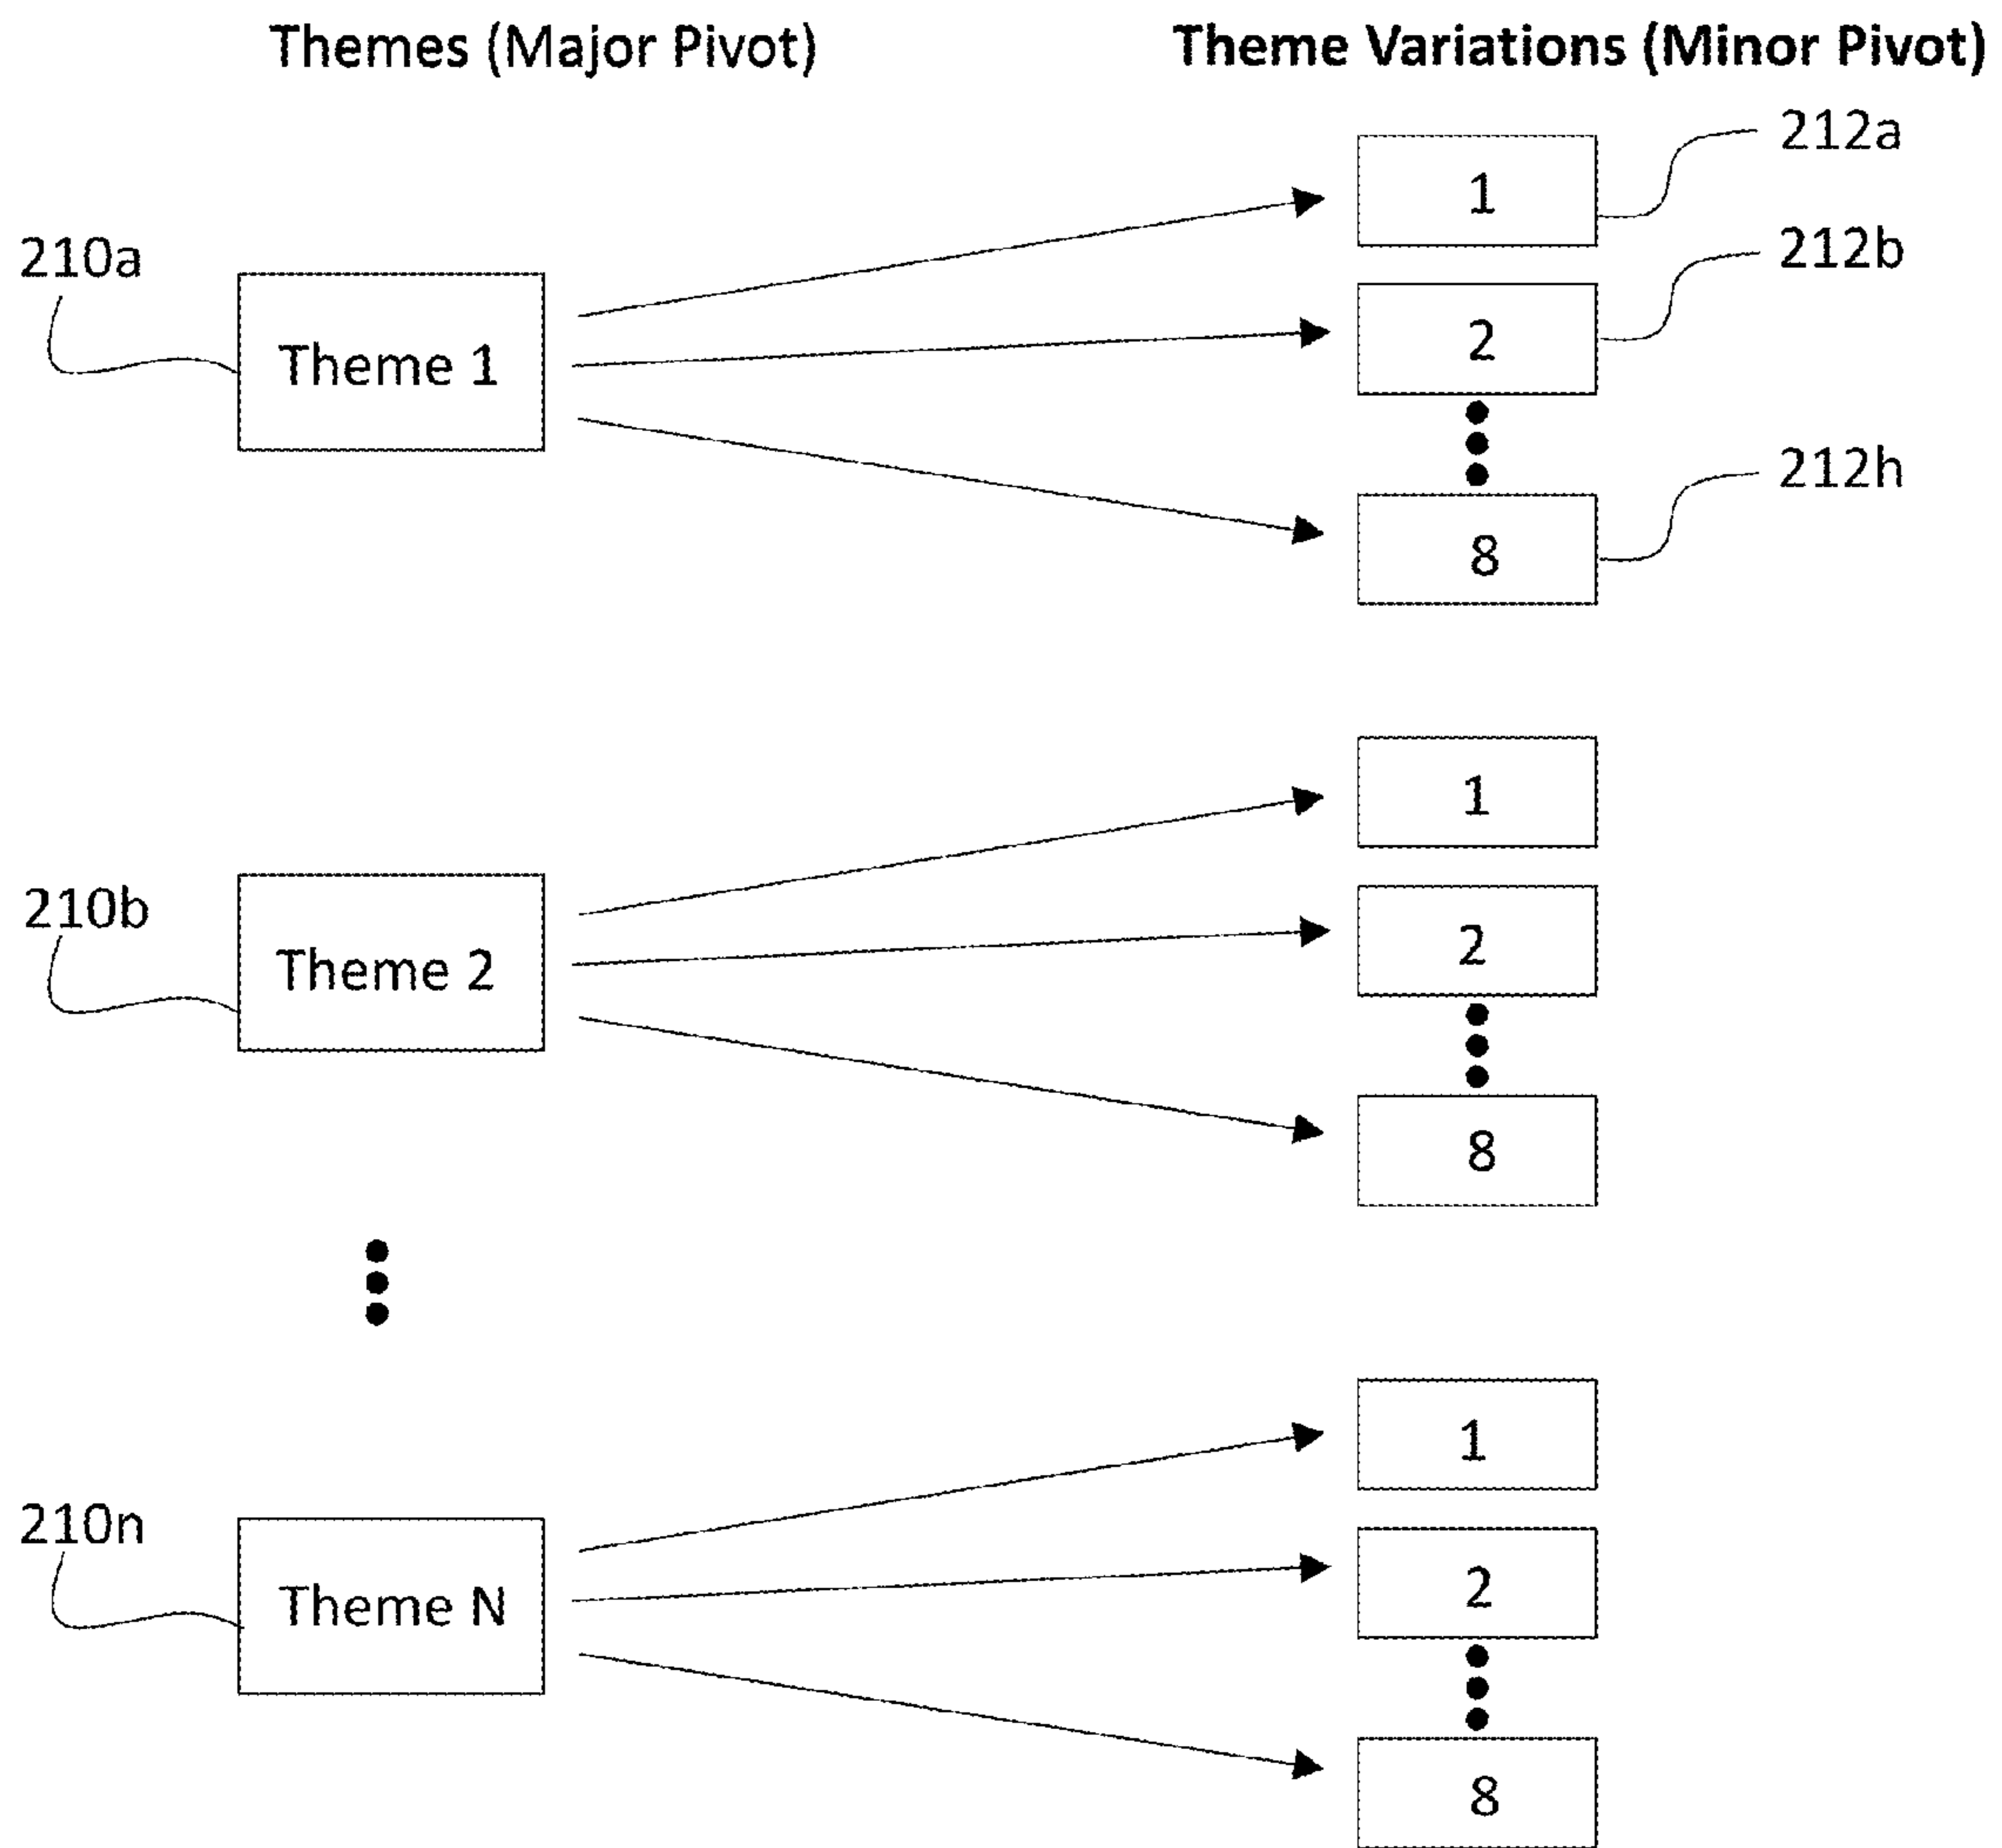 Themes (Major Pivot)
Theme Variations (Minor Pivot)
210a
Theme 1
1
212a
2
212b
8
212h
210b
Theme 2
1
2
8
210n
Theme N
1
2
8